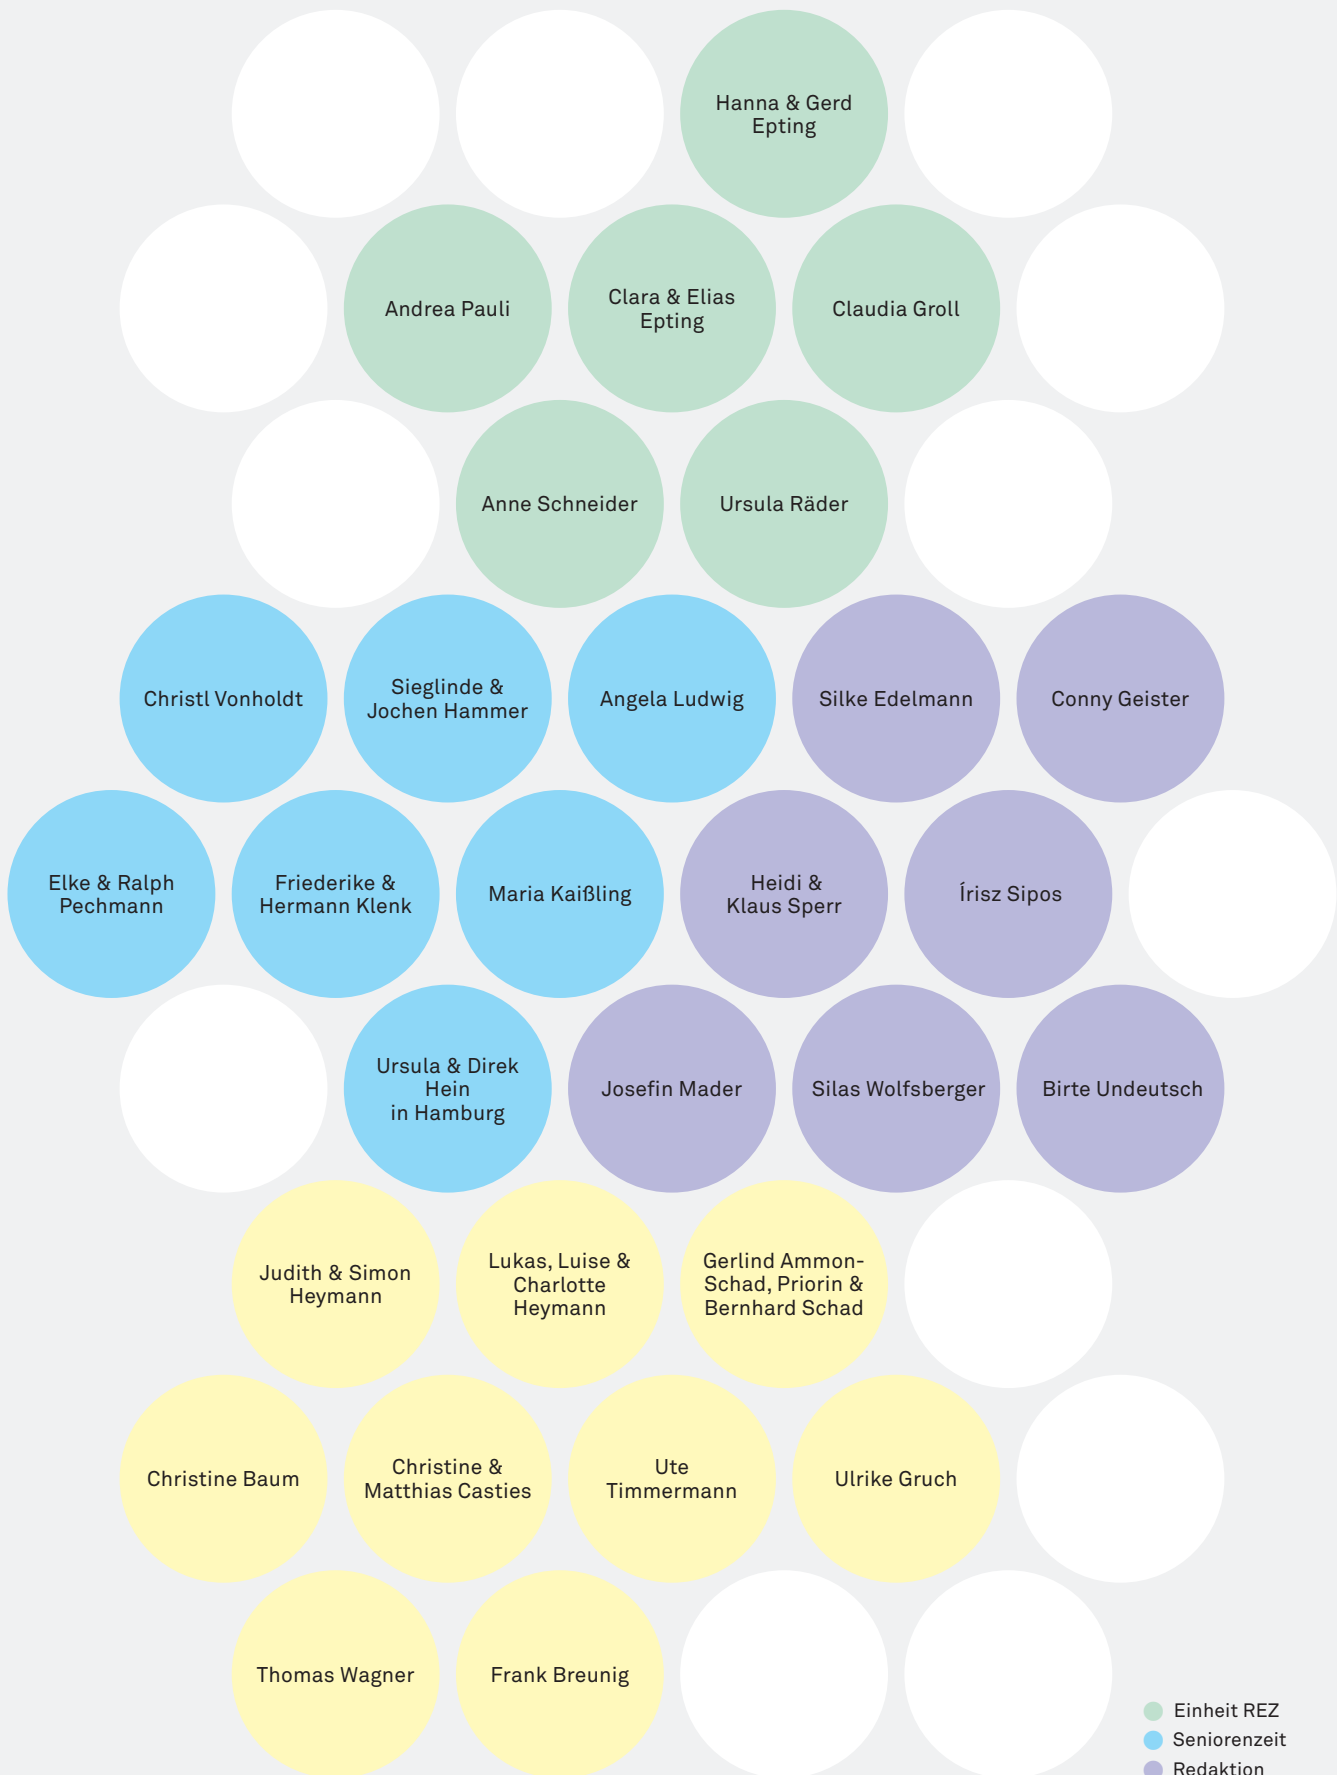 Hanna & Gerd
Epting
Andrea Pauli
Clara & Elias
Epting
Claudia Groll
Anne Schneider
Ursula Räder
Christl Vonholdt
Sieglinde &
Jochen Hammer
Angela Ludwig
Silke Edelmann
Conny Geister
Elke & Ralph
Pechmann
Friederike &
Hermann Klenk
Maria Kaißling
Heidi &
Klaus Sperr
Írisz Sipos
Ursula & Direk
Hein
in Hamburg
Josefin Mader
Silas Wolfsberger
Birte Undeutsch
Judith & Simon
Heymann
Lukas, Luise &
Charlotte
Heymann
Gerlind Ammon-
Schad, Priorin &
Bernhard Schad
Christine Baum
Christine &
Matthias Casties
Ute
Timmermann
Ulrike Gruch
Thomas Wagner
Frank Breunig
Einheit REZ
Seniorenzeit
Redaktion